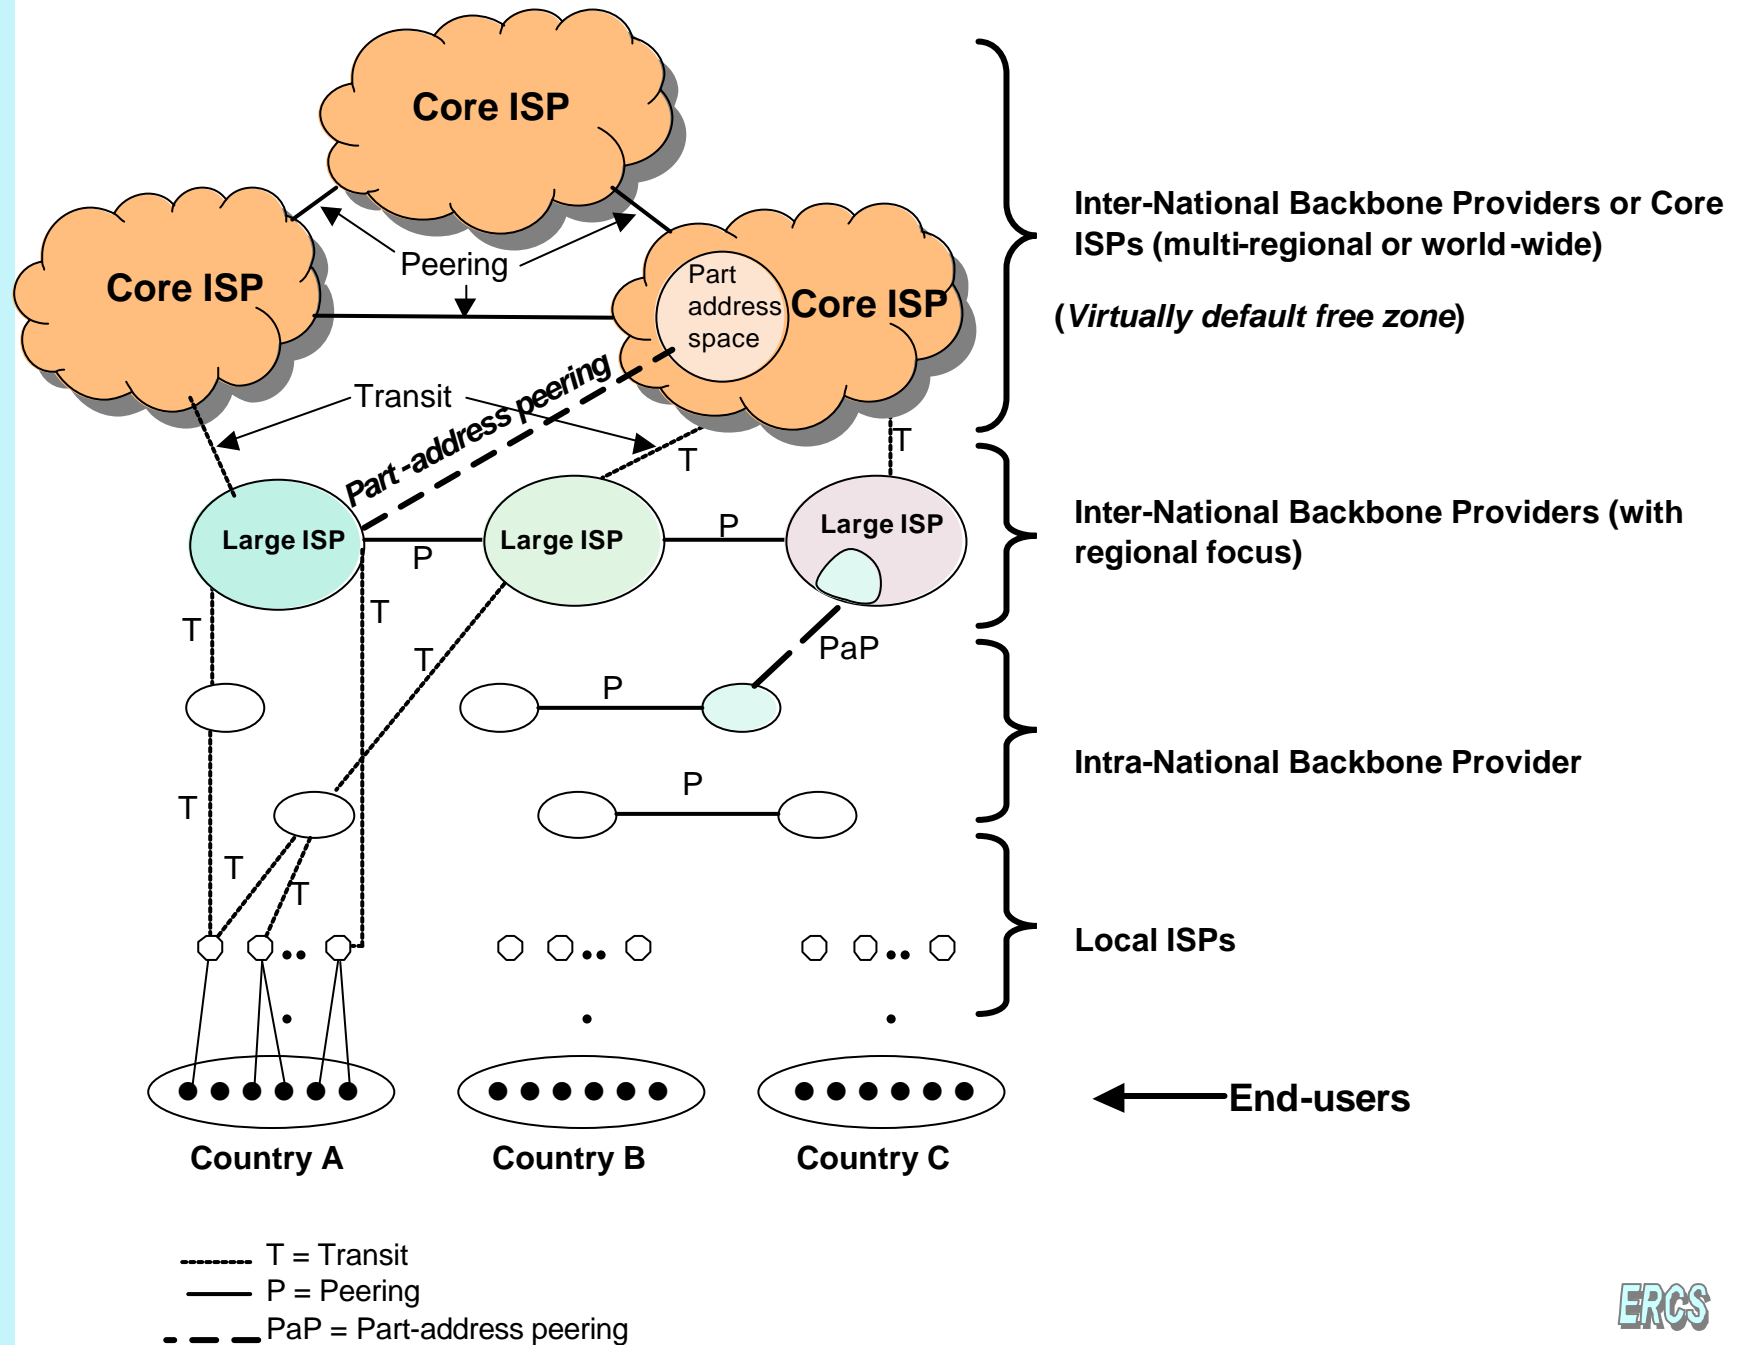 Core ISP
Core ISP
Peering
Part
address
space
Core ISP
Inter-National Backbone Providers or Core
ISPs (multi-regional or world-wide)
(Virtually default free zone)
Transit
Part-address peering
T
T
Large ISP
P
Large ISP
P
Large ISP
Inter-National Backbone Providers (with
regional focus)
T
T
T
PaP
P
Intra-National Backbone Provider
T
P
T
T
Local ISPs
End-users
Country A
Country B
Country C
T = Transit
P = Peering
PaP = Part-address peering
ERCS